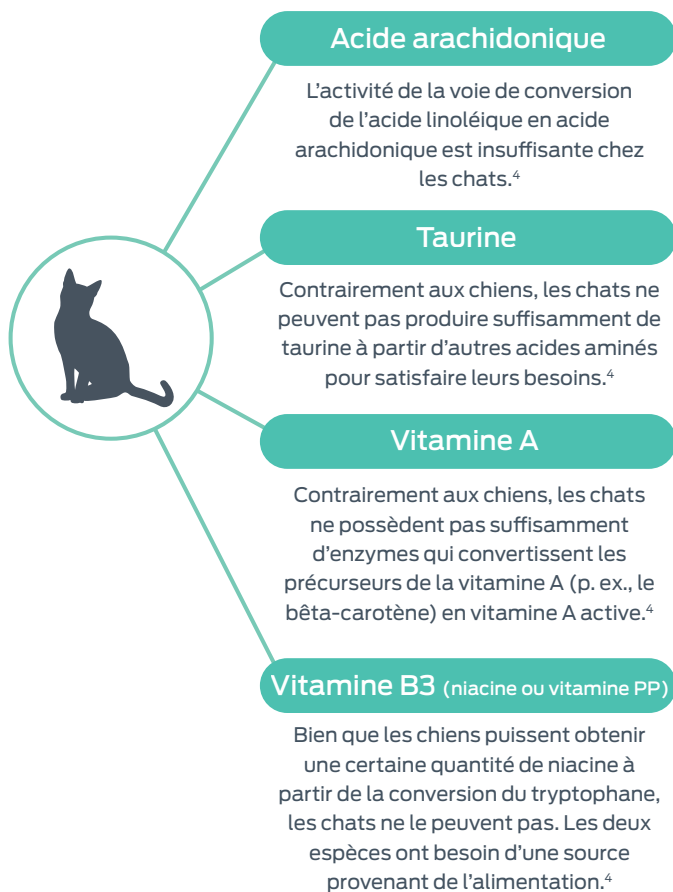 Acide arachidonique
L’activité de la voie de conversion
de l’acide linoléique en acide
arachidonique est insuffisante chez
les chats.⁴
Taurine
Contrairement aux chiens, les chats ne
peuvent pas produire suffisamment de
taurine à partir d’autres acides aminés
pour satisfaire leurs besoins.⁴
Vitamine A
Contrairement aux chiens, les chats
ne possèdent pas suffisamment
d’enzymes qui convertissent les
précurseurs de la vitamine A (p. ex., le
bêta-carotène) en vitamine A active.⁴
Vitamine B3 (niacine ou vitamine PP)
Bien que les chiens puissent obtenir
une certaine quantité de niacine à
partir de la conversion du tryptophane,
les chats ne le peuvent pas. Les deux
espèces ont besoin d’une source
provenant de l’alimentation.⁴